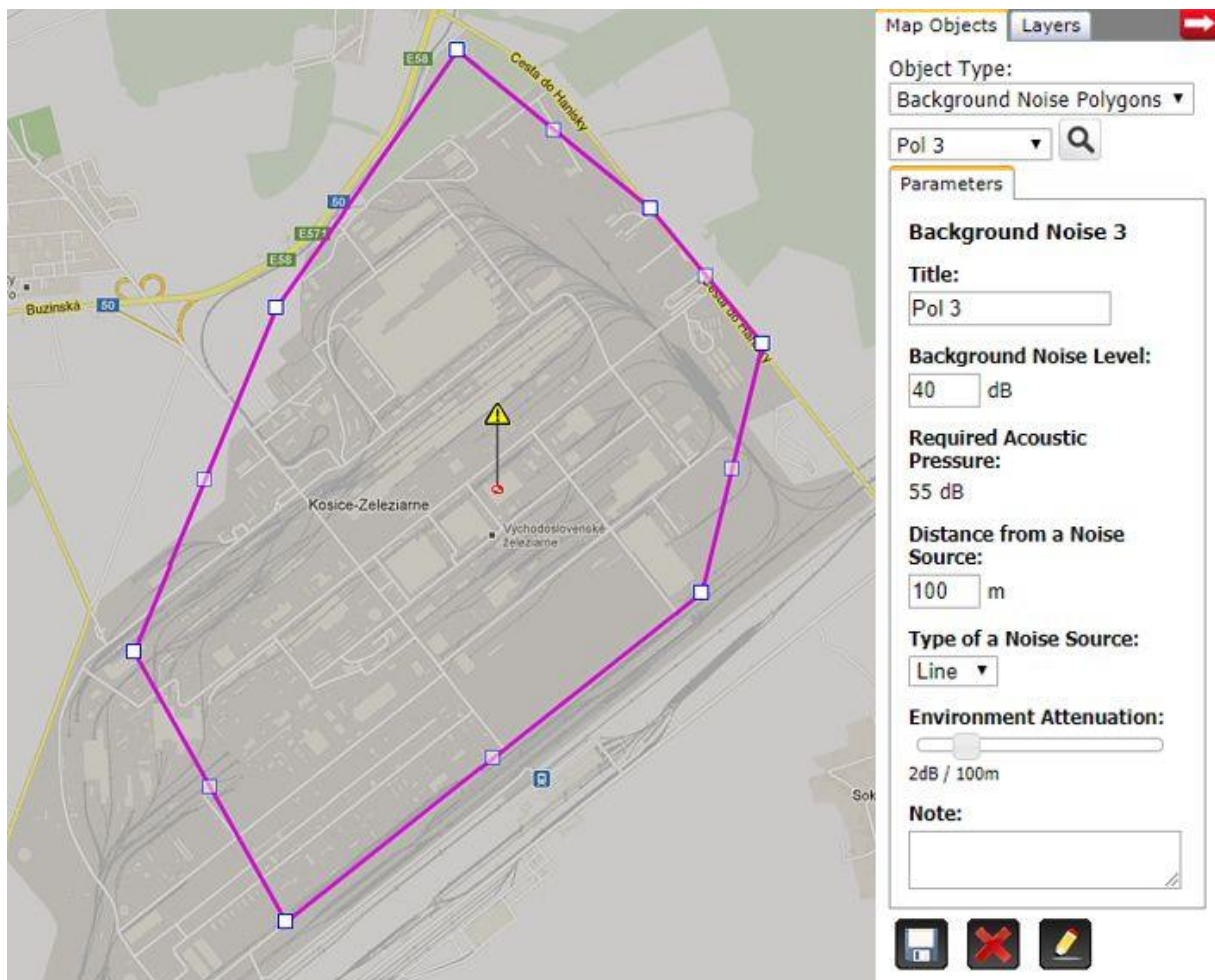 E58
Cesta do Hanisky
50
E571
E58
Buzinská
50
Cesta do Hanisky
Kosice-Zeleziarne
Východoslovenské
železiarne
Sok
Map Objects
Layers
Object Type:
Background Noise Polygons
Pol 3
Parameters
Background Noise 3
Title:
Pol 3
Background Noise Level:
40 dB
Required Acoustic
Pressure:
55 dB
Distance from a Noise
Source:
100 m
Type of a Noise Source:
Line
Environment Attenuation:
2dB / 100m
Note: